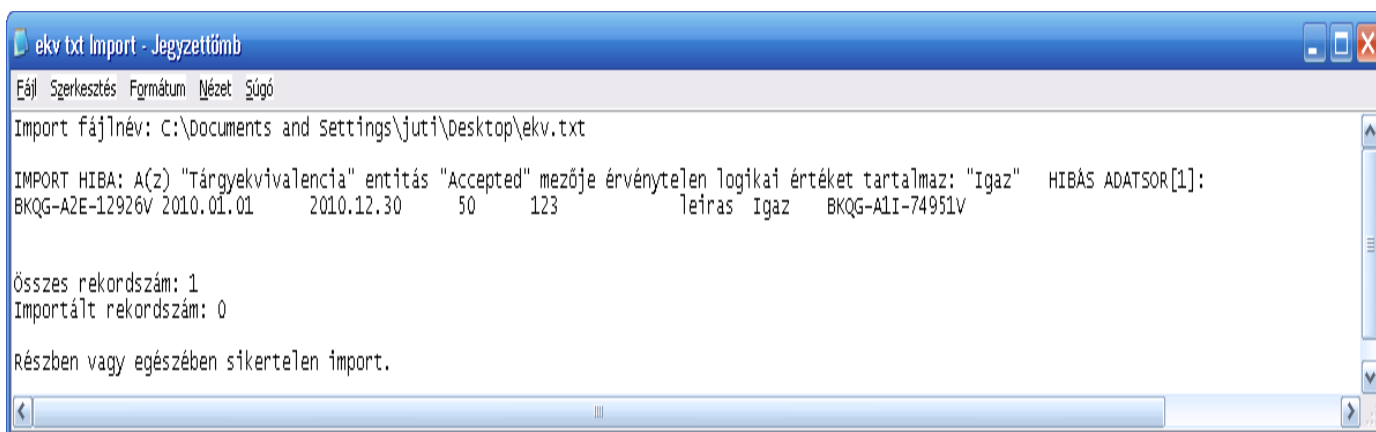 ekv txt Import - Jegyzettömb
Fájl Szerkesztés Formátum Nézet Súgó
Import fájlnév: C:\Documents and Settings\juti\Desktop\ekv.txt
IMPORT HIBA: A(z) "Tárgyekvivalencia" entitás "Accepted" mezője érvénytelen logikai értéket tartalmaz: "Igaz" HIBÁS ADATSOR[1]:
BKQG-A2E-12926V 2010.01.01 2010.12.30 50 123 leiras Igaz BKQG-A1I-74951V
Összes rekordszám: 1
Importált rekordszám: 0
Részben vagy egészében sikertelen import.